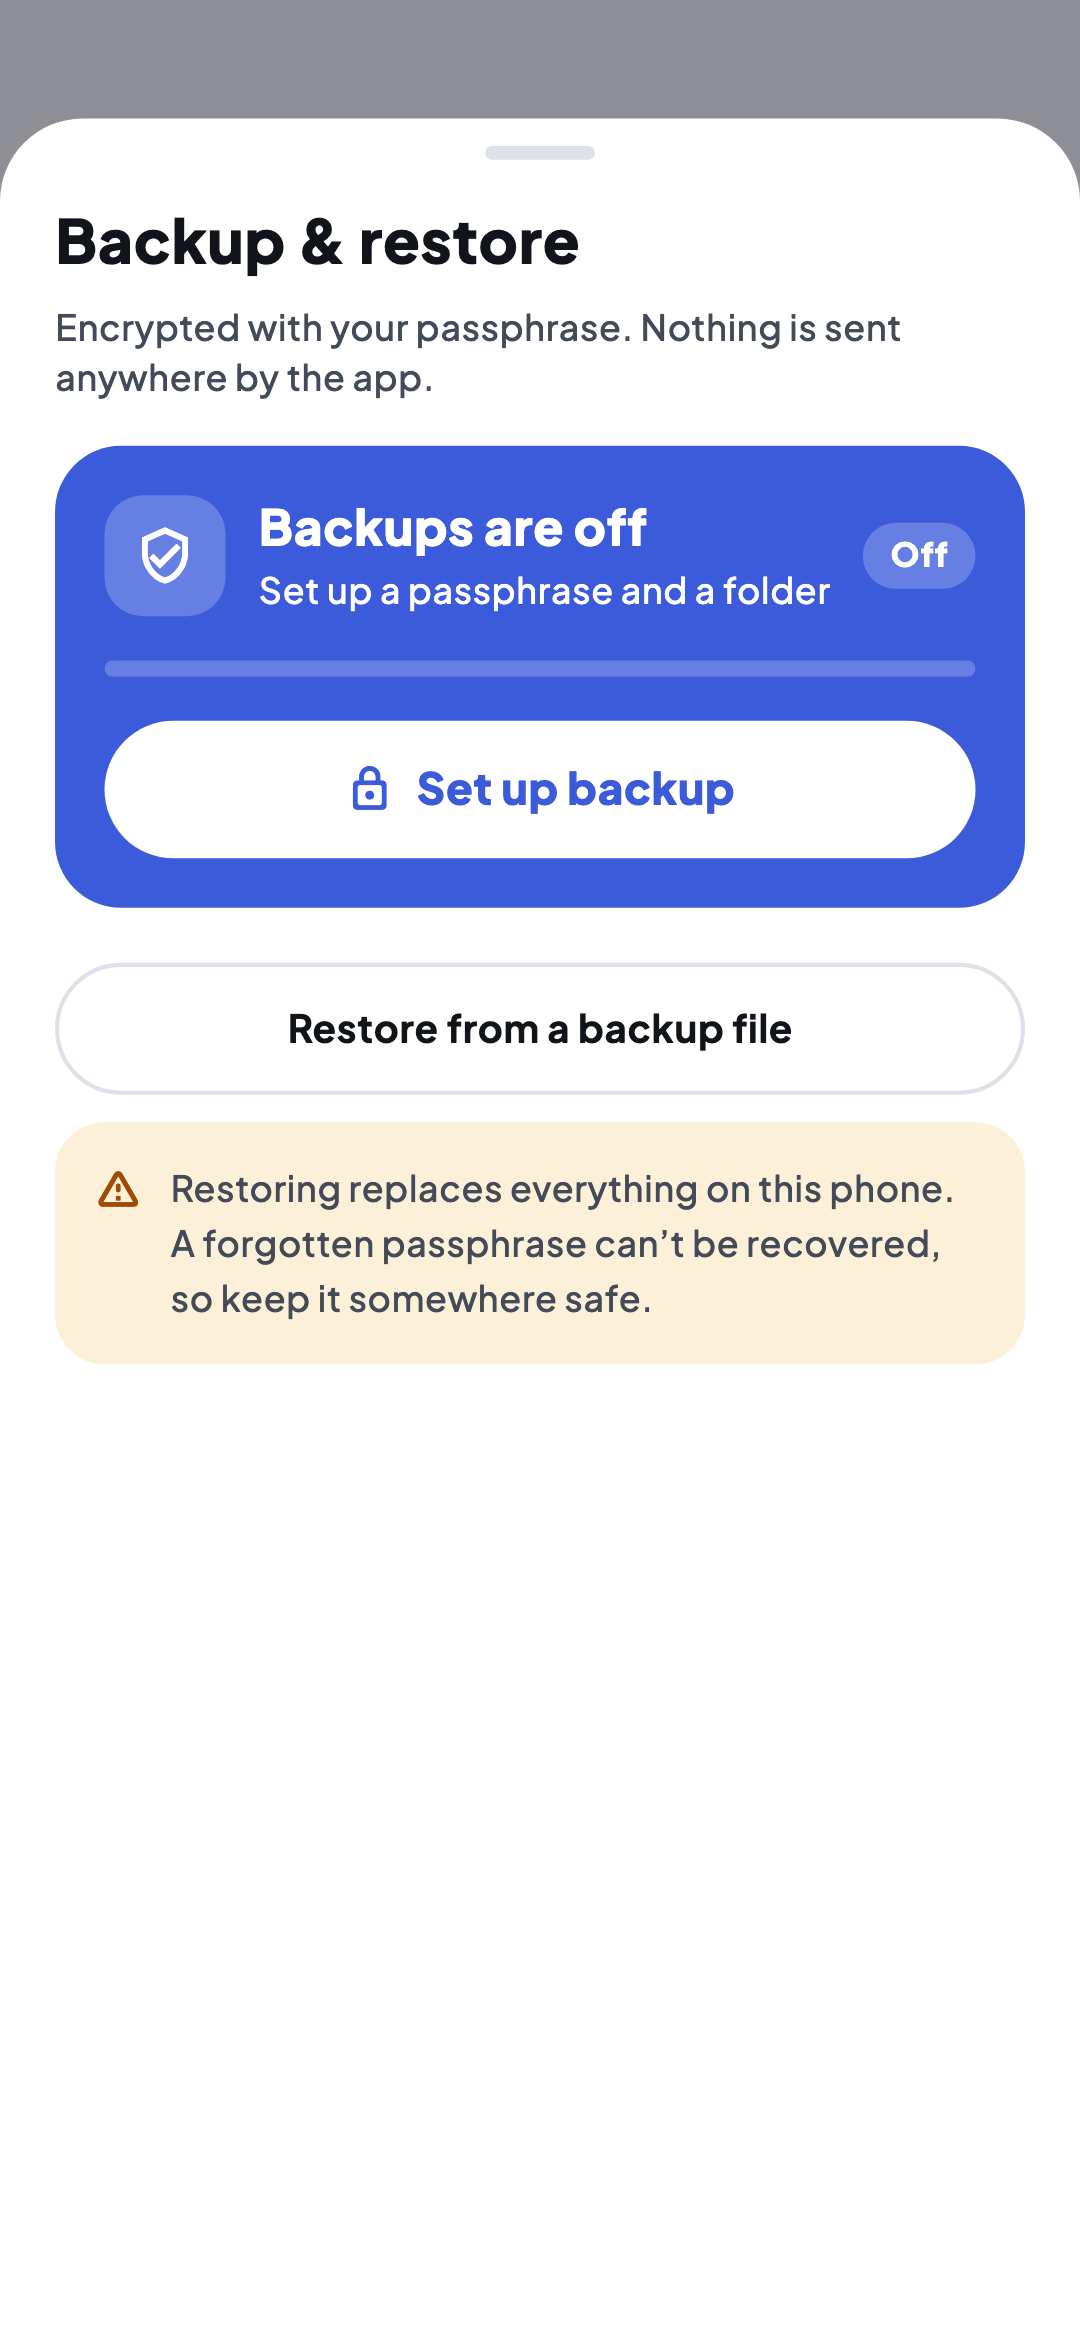 Backup & restore
Encrypted with your passphrase. Nothing is sent
anywhere by the app.
Backups are off
Set up a passphrase and a folder
Off
Set up backup
Restore from a backup file
Restoring replaces everything on this phone.
A forgotten passphrase can’t be recovered,
so keep it somewhere safe.